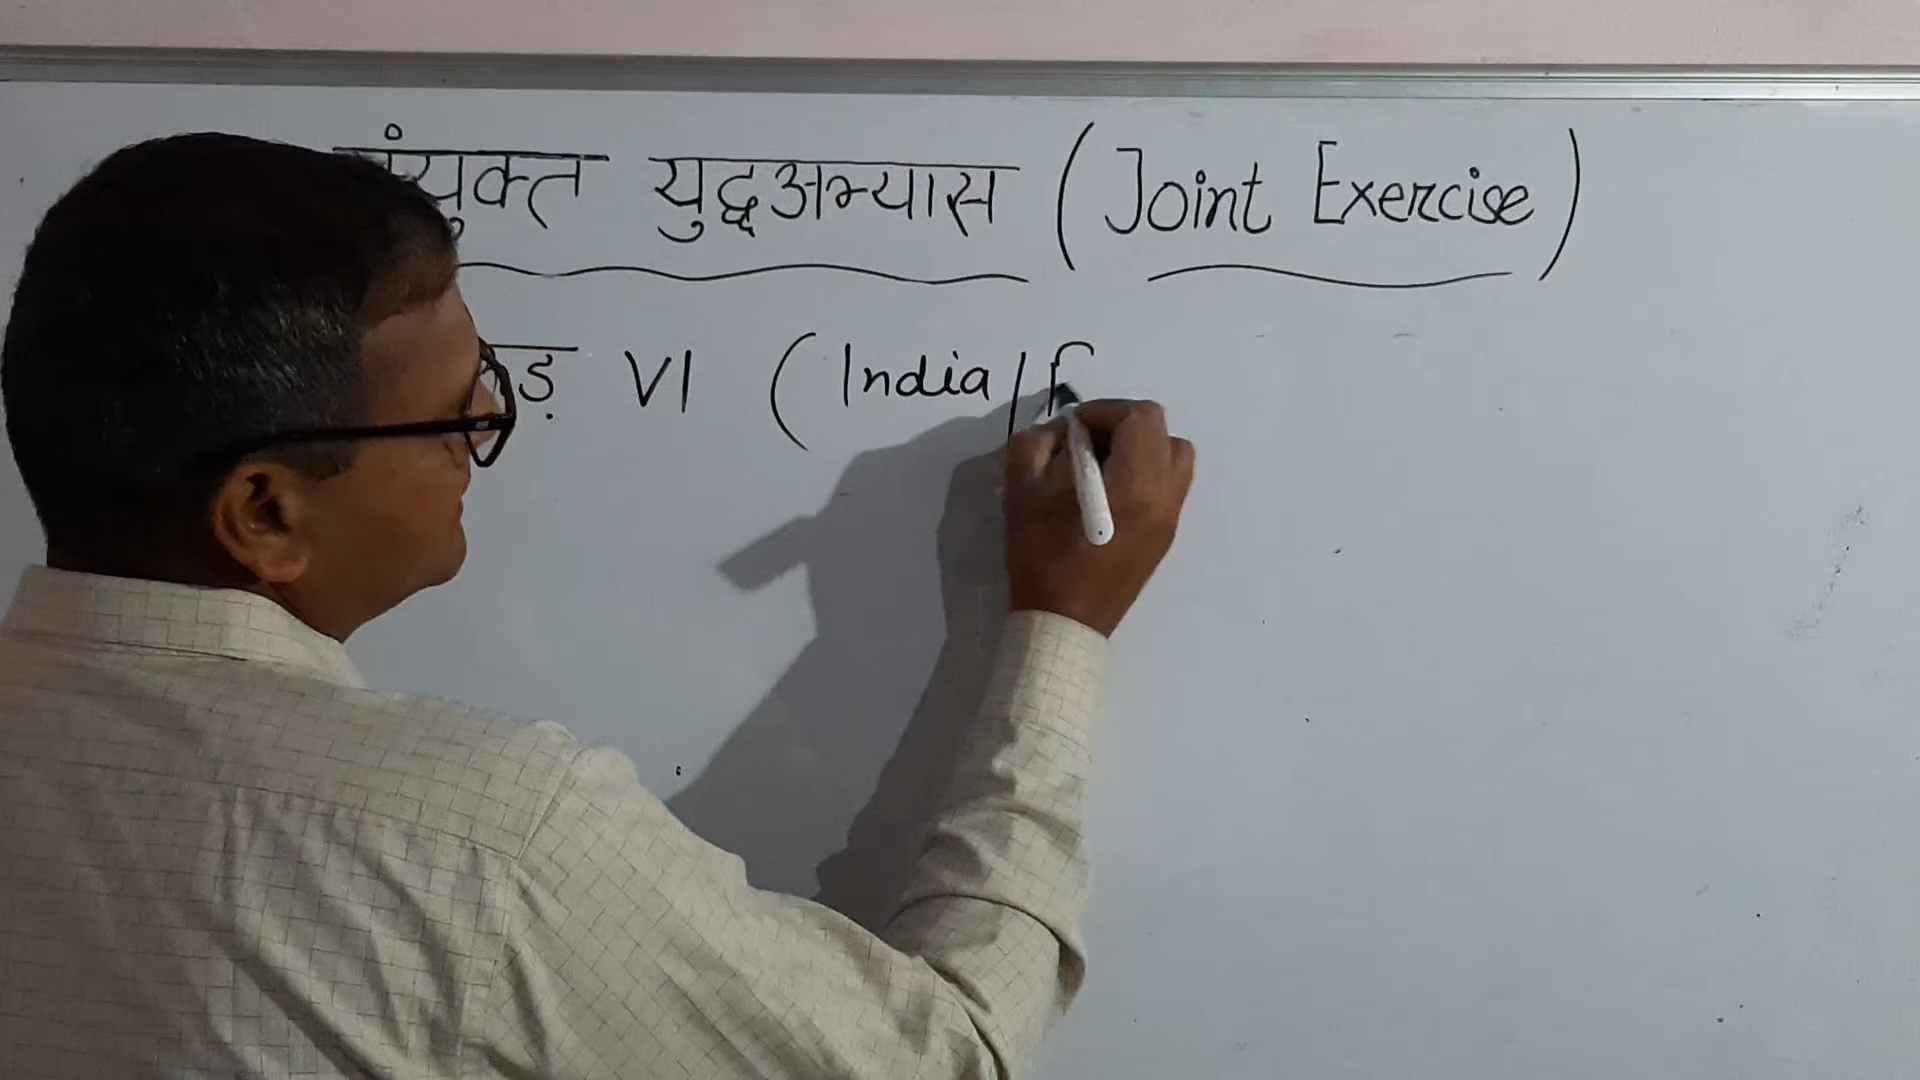 संयुक्त युद्धअभ्यास (Joint Exercise)
VI (India/